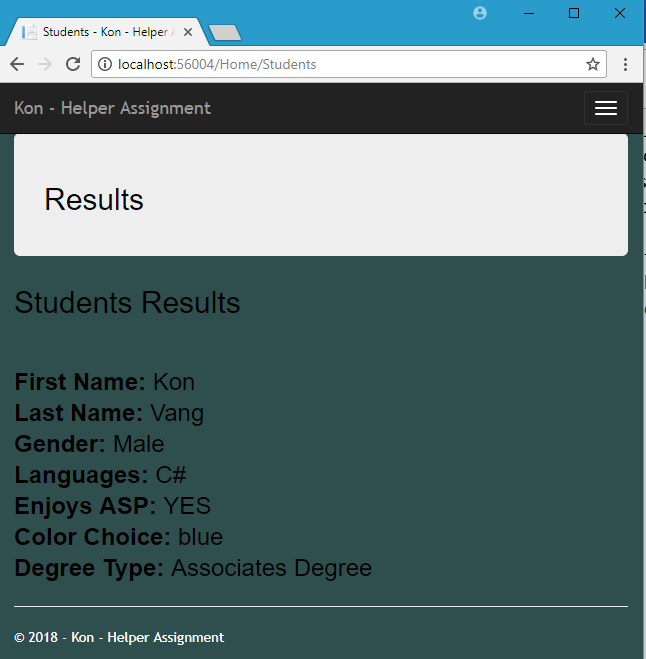 Students - Kon - Helper A
localhost:56004/Home/Students
Kon - Helper Assignment
Results
Students Results
First Name: Kon
Last Name: Vang
Gender: Male
Languages: C#
Enjoys ASP: YES
Color Choice: blue
Degree Type: Associates Degree
© 2018 - Kon - Helper Assignment